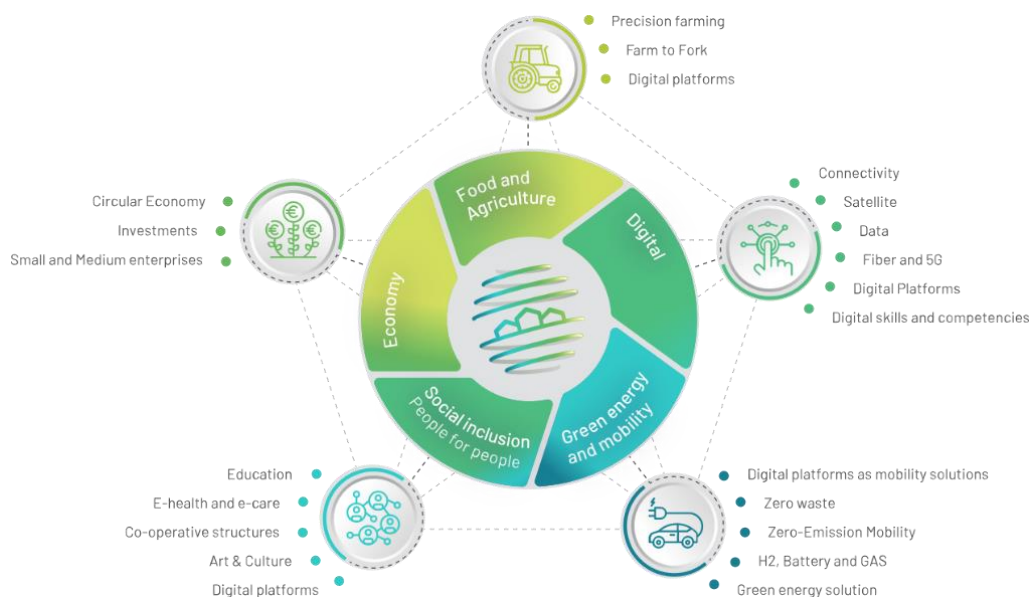 Precision farming
Farm to Fork
Digital platforms
Circular Economy
Investments
Small and Medium enterprises
Connectivity
Satellite
Data
Fiber and 5G
Digital Platforms
Digital skills and competencies
Food and
Agriculture
Digital
Economy
Social inclusion
People for people
Green energy
and mobility
Education
E-health and e-care
Co-operative structures
Art & Culture
Digital platforms
Digital platforms as mobility solutions
Zero waste
Zero-Emission Mobility
H2, Battery and GAS
Green energy solution